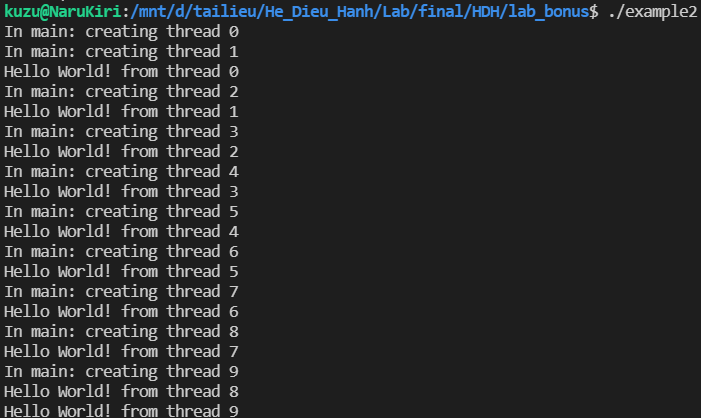 kuzu@NaruKiri:/mnt/d/tailieu/He_Dieu_Hanh/Lab/final/HDH/lab_bonus$ ./example2
In main: creating thread 0
In main: creating thread 1
Hello World! from thread 0
In main: creating thread 2
Hello World! from thread 1
In main: creating thread 3
Hello World! from thread 2
In main: creating thread 4
Hello World! from thread 3
In main: creating thread 5
Hello World! from thread 4
In main: creating thread 6
Hello World! from thread 5
In main: creating thread 7
Hello World! from thread 6
In main: creating thread 8
Hello World! from thread 7
In main: creating thread 9
Hello World! from thread 8
Hello World! from thread 9